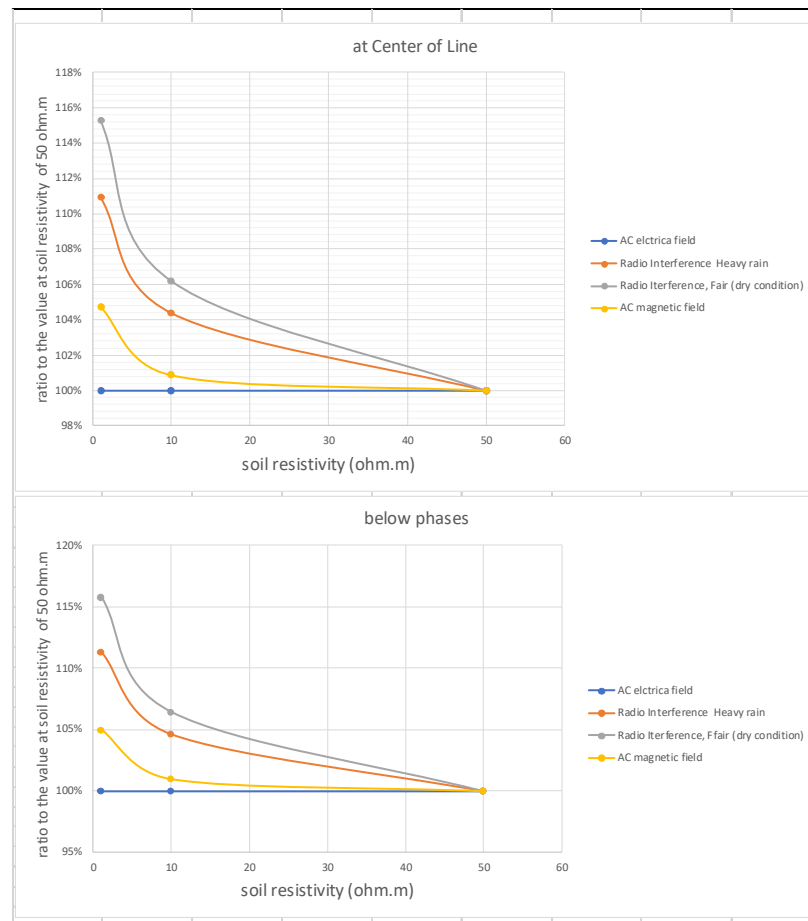 at Center of Line
ratio to the value at soil resistivity of 50 ohm.m
118%
116%
114%
112%
110%
108%
106%
104%
102%
100%
98%
0 10 20 30 40 50 60
soil resistivity (ohm.m)
AC elctrica field
Radio Interference Heavy rain
Radio Iterference, Fair (dry condition)
AC magnetic field
below phases
ratio to the value at soil resistivity of 50 ohm.m
120%
115%
110%
105%
100%
95%
0 10 20 30 40 50 60
soil resistivity (ohm.m)
AC elctrica field
Radio Interference Heavy rain
Radio Iterference, Ffair (dry condition)
AC magnetic field